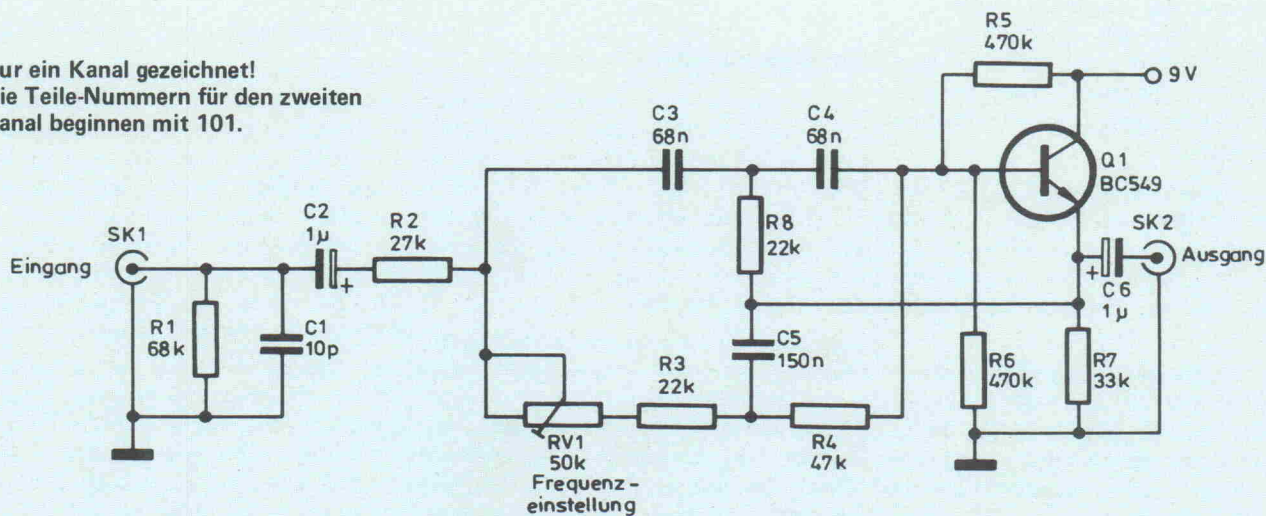 ur ein Kanal gezeichnet!
ie Teile-Nummern für den zweiten
anal beginnen mit 101.
R5
470k
9 V
C3
68n
C4
68n
Q1
BC549
SK1
Eingang
C2
1µ
+
R2
27k
R8
22k
SK2
Ausgang
+
C6
1µ
R1
68k
C1
10p
C5
150n
R3
22k
R6
470k
R7
33k
RV1
50k
Frequenz-
einstellung
R4
47k